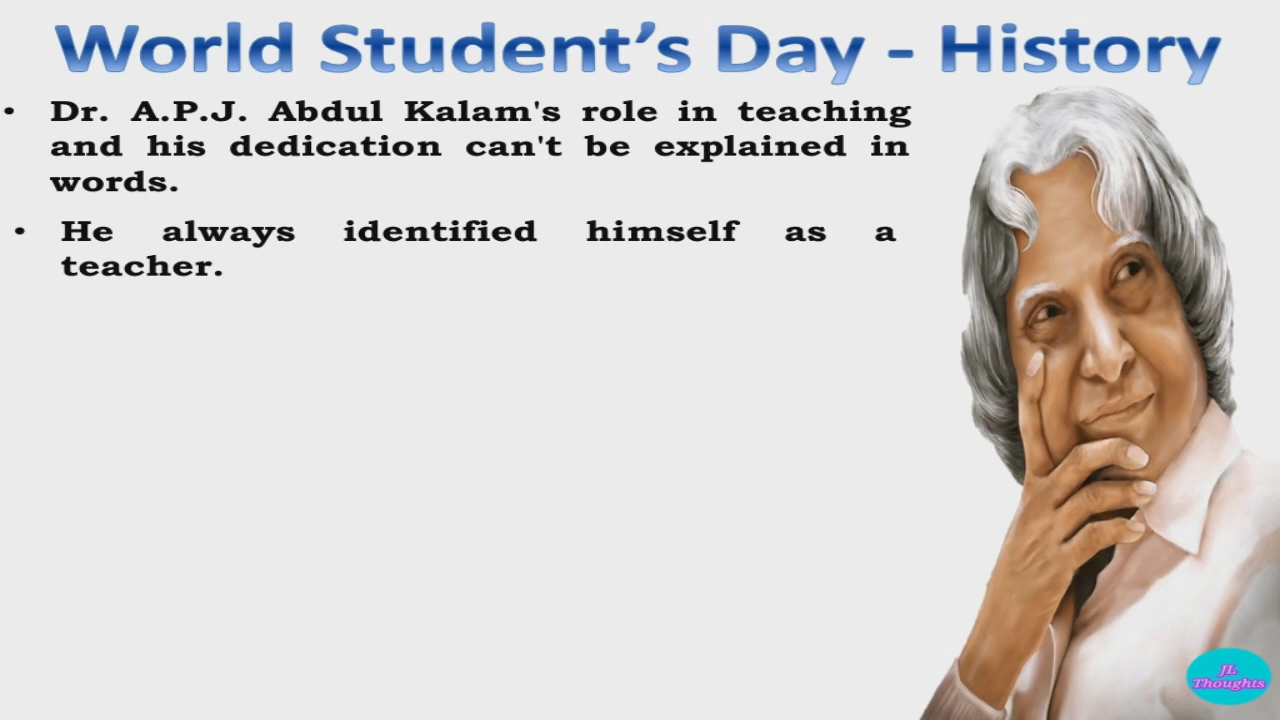 World Student’s Day - History
• Dr. A.P.J. Abdul Kalam's role in teaching
and his dedication can't be explained in
words.
• He always identified himself as a
teacher.
JL
Thoughts